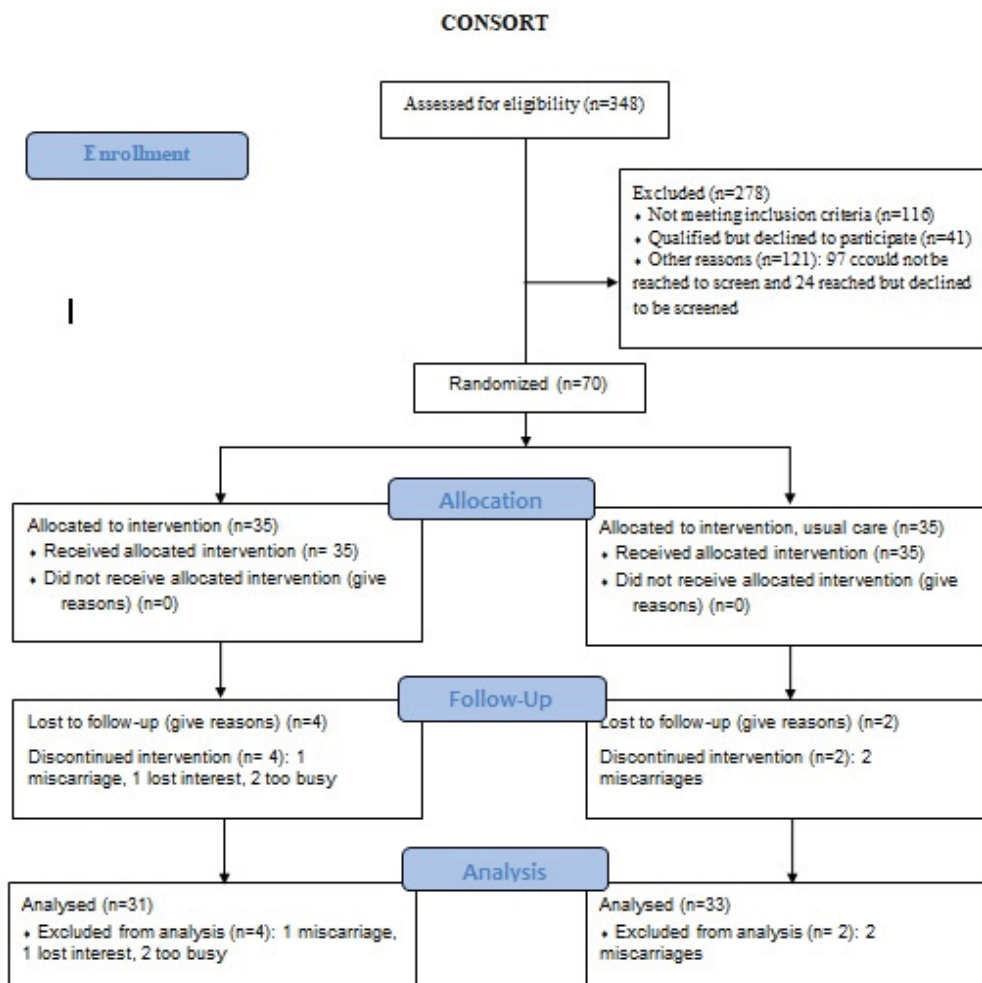 CONSORT
Assessed for eligibility (n=348)
Enrollment
Excluded (n=278)
⬧ Not meeting inclusion criteria (n=116)
⬧ Qualified but declined to participate (n=41)
⬧ Other reasons (n=121): 97 ccould not be
reached to screen and 24 reached but declined
to be screened
Randomized (n=70)
Allocation
Allocated to intervention (n=35)
⬧ Received allocated intervention (n= 35)
⬧ Did not receive allocated intervention (give
reasons) (n=0)
Allocated to intervention, usual care (n=35)
⬧ Received allocated intervention (n=35)
⬧ Did not receive allocated intervention (give
reasons) (n=0)
Follow-Up
Lost to follow-up (give reasons) (n=4)
Discontinued intervention (n= 4): 1
miscarriage, 1 lost interest, 2 too busy
Lost to follow-up (give reasons) (n=2)
Discontinued intervention (n=2): 2
miscarriages
Analysis
Analysed (n=31)
⬧ Excluded from analysis (n=4): 1 miscarriage,
1 lost interest, 2 too busy
Analysed (n=33)
⬧ Excluded from analysis (n= 2): 2
miscarriages